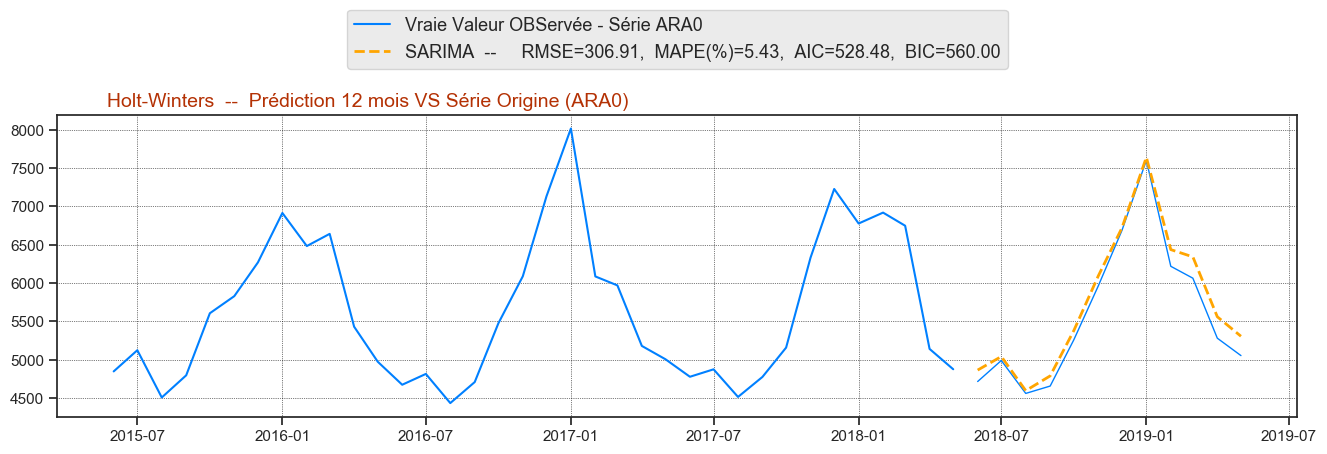 Vraie Valeur OBServée - Série ARA0
SARIMA -- RMSE=306.91, MAPE(%)=5.43, AIC=528.48, BIC=560.00
Holt-Winters -- Prédiction 12 mois VS Série Origine (ARA0)
8000
7500
7000
6500
6000
5500
5000
4500
2015-07 2016-01 2016-07 2017-01 2017-07 2018-01 2018-07 2019-01 2019-07